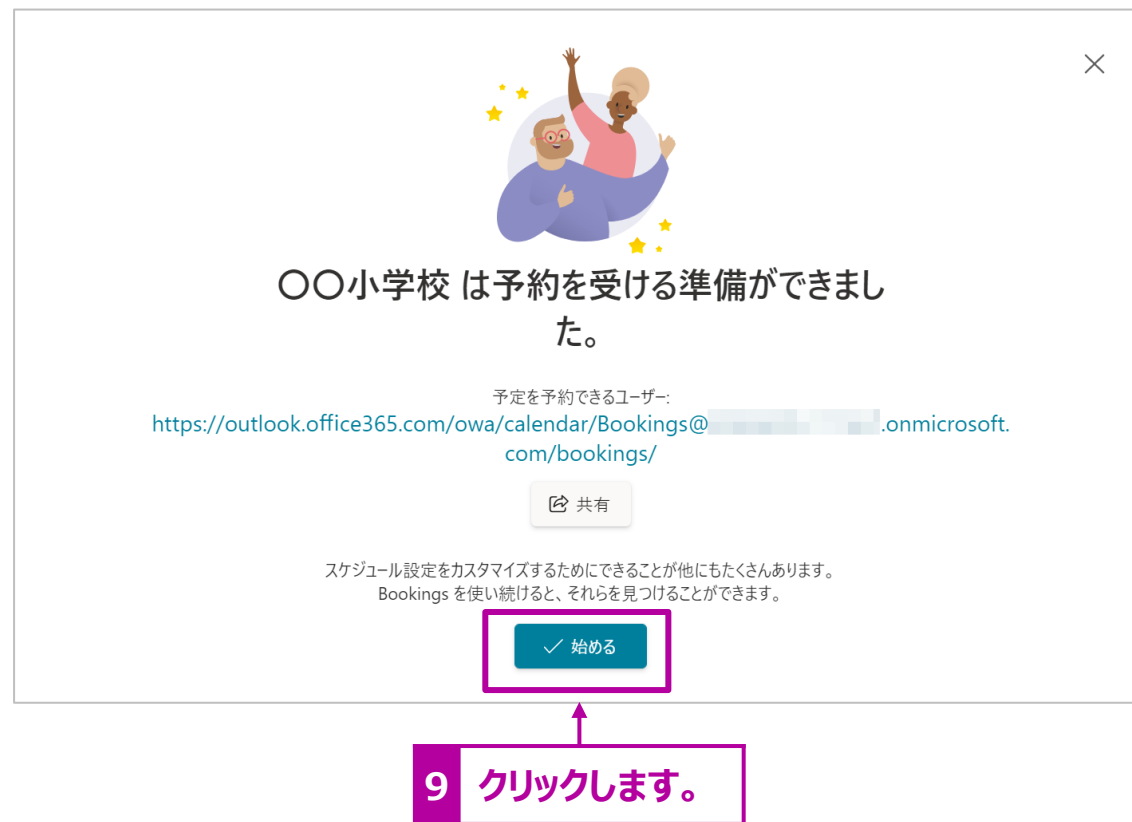 〇〇小学校 は予約を受ける準備ができまし
た。
予定を予約できるユーザー:
https://outlook.office365.com/owa/calendar/Bookings@ .onmicrosoft.
com/bookings/
共有
スケジュール設定をカスタマイズするためにできることが他にもたくさんあります。
Bookings を使い続けると、それらを見つけることができます。
始める
9 クリックします。